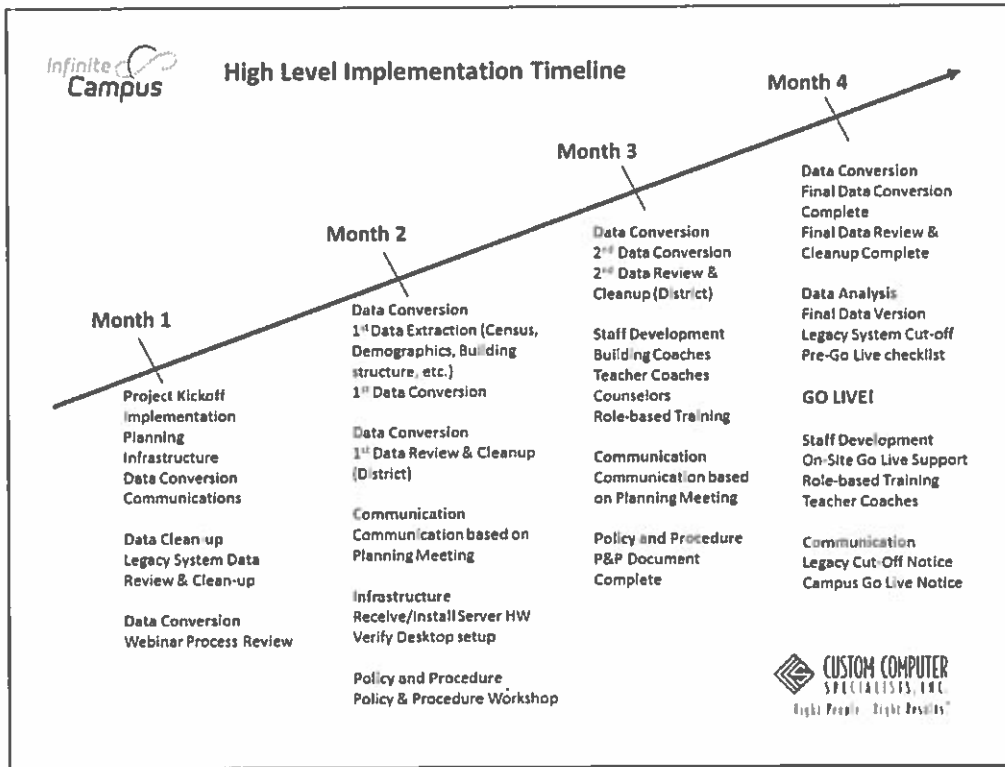 Infinite
Campus
High Level Implementation Timeline
Month 1
Project Kickoff
Implementation
Planning
Infrastructure
Data Conversion
Communications
Data Clean up
Legacy System Data
Review & Clean-up
Data Conversion
Webinar Process Review
Month 2
Data Conversion
1st Data Extraction (Census,
Demographics, Building
structure, etc.)
1st Data Conversion
Data Conversion
1st Data Review & Cleanup
(District)
Communication
Communication based on
Planning Meeting
Infrastructure
Receive/Install Server HW
Verify Desktop setup
Policy and Procedure
Policy & Procedure Workshop
Month 3
Data Conversion
2nd Data Conversion
2nd Data Review &
Cleanup (District)
Staff Development
Building Coaches
Teacher Coaches
Counselors
Role-based Training
Communication
Communication based
on Planning Meeting
Policy and Procedure
P&P Document
Complete
Month 4
Data Conversion
Final Data Conversion
Complete
Final Data Review &
Cleanup Complete
Data Analysis
Final Data Version
Legacy System Cut-off
Pre-Go Live checklist
GO LIVE!
Staff Development
On-Site Go Live Support
Role-based Training
Teacher Coaches
Communication
Legacy Cut-Off Notice
Campus Go Live Notice
CUSTOM COMPUTER
SPECIALISTS, INC.
Right People. Right Results.